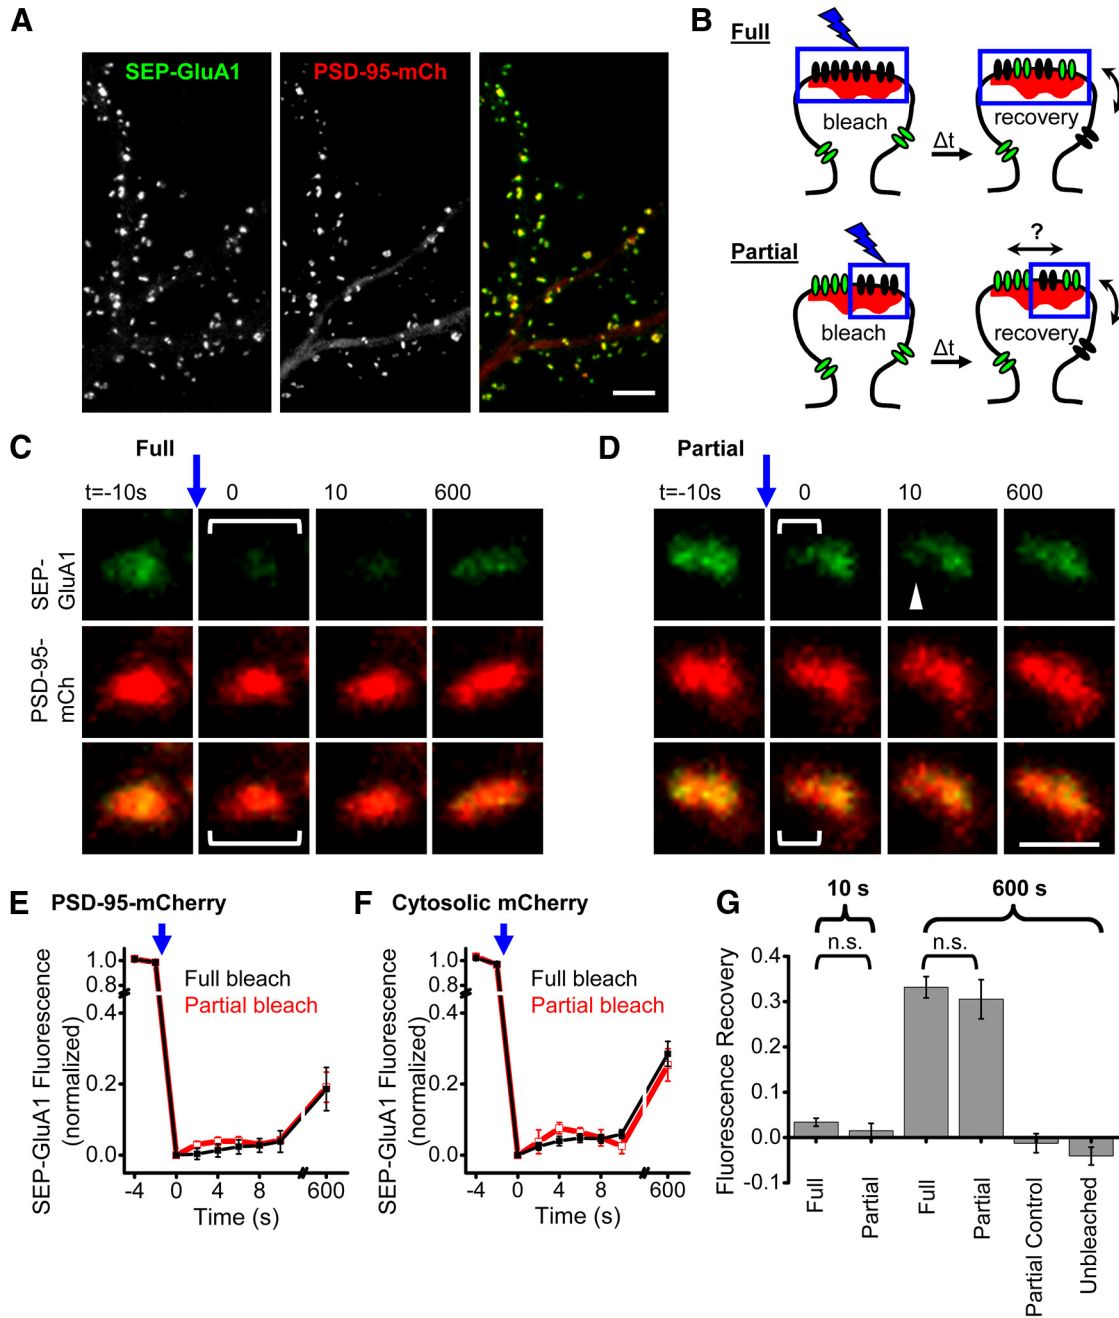 A
SEP-GluA1
PSD-95-mCh
B
Full
bleach
Δt
recovery
Partial
?
bleach
Δt
recovery
C
Full
t=-10s
0
10
600
SEP-
GluA1
PSD-95-
mCh
D
Partial
t=-10s
0
10
600
E
PSD-95-mCherry
SEP-GluA1 Fluorescence
(normalized)
1.0
0.8
0.4
0.2
0.0
Full bleach
Partial bleach
-4
0
4
8
600
Time (s)
F
Cytosolic mCherry
SEP-GluA1 Fluorescence
(normalized)
1.0
0.8
0.4
0.2
0.0
Full bleach
Partial bleach
-4
0
4
8
600
Time (s)
G
10 s
600 s
n.s.
n.s.
Fluorescence Recovery
0.4
0.3
0.2
0.1
0.0
-0.1
Full
Partial
Full
Partial
Partial Control
Unbleached